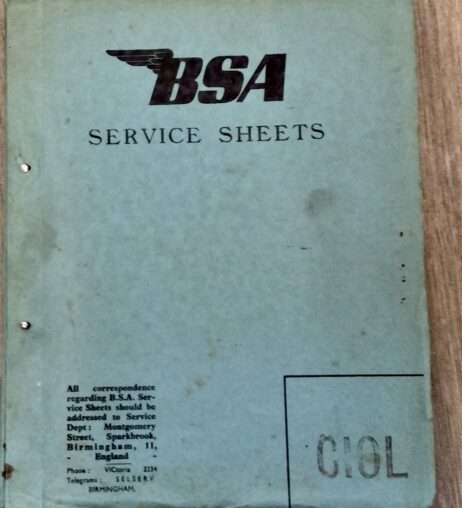 BSA
SERVICE SHEETS
All correspondence
regarding B.S.A. Ser-
vice Sheets should be
addressed to Service
Dept: Montgomery
Street, Sparkbrook,
Birmingham, 11,
- England -
Phone: VICtoria 2234
Telegrams: SELSERV
BIRMINGHAM.
C10L